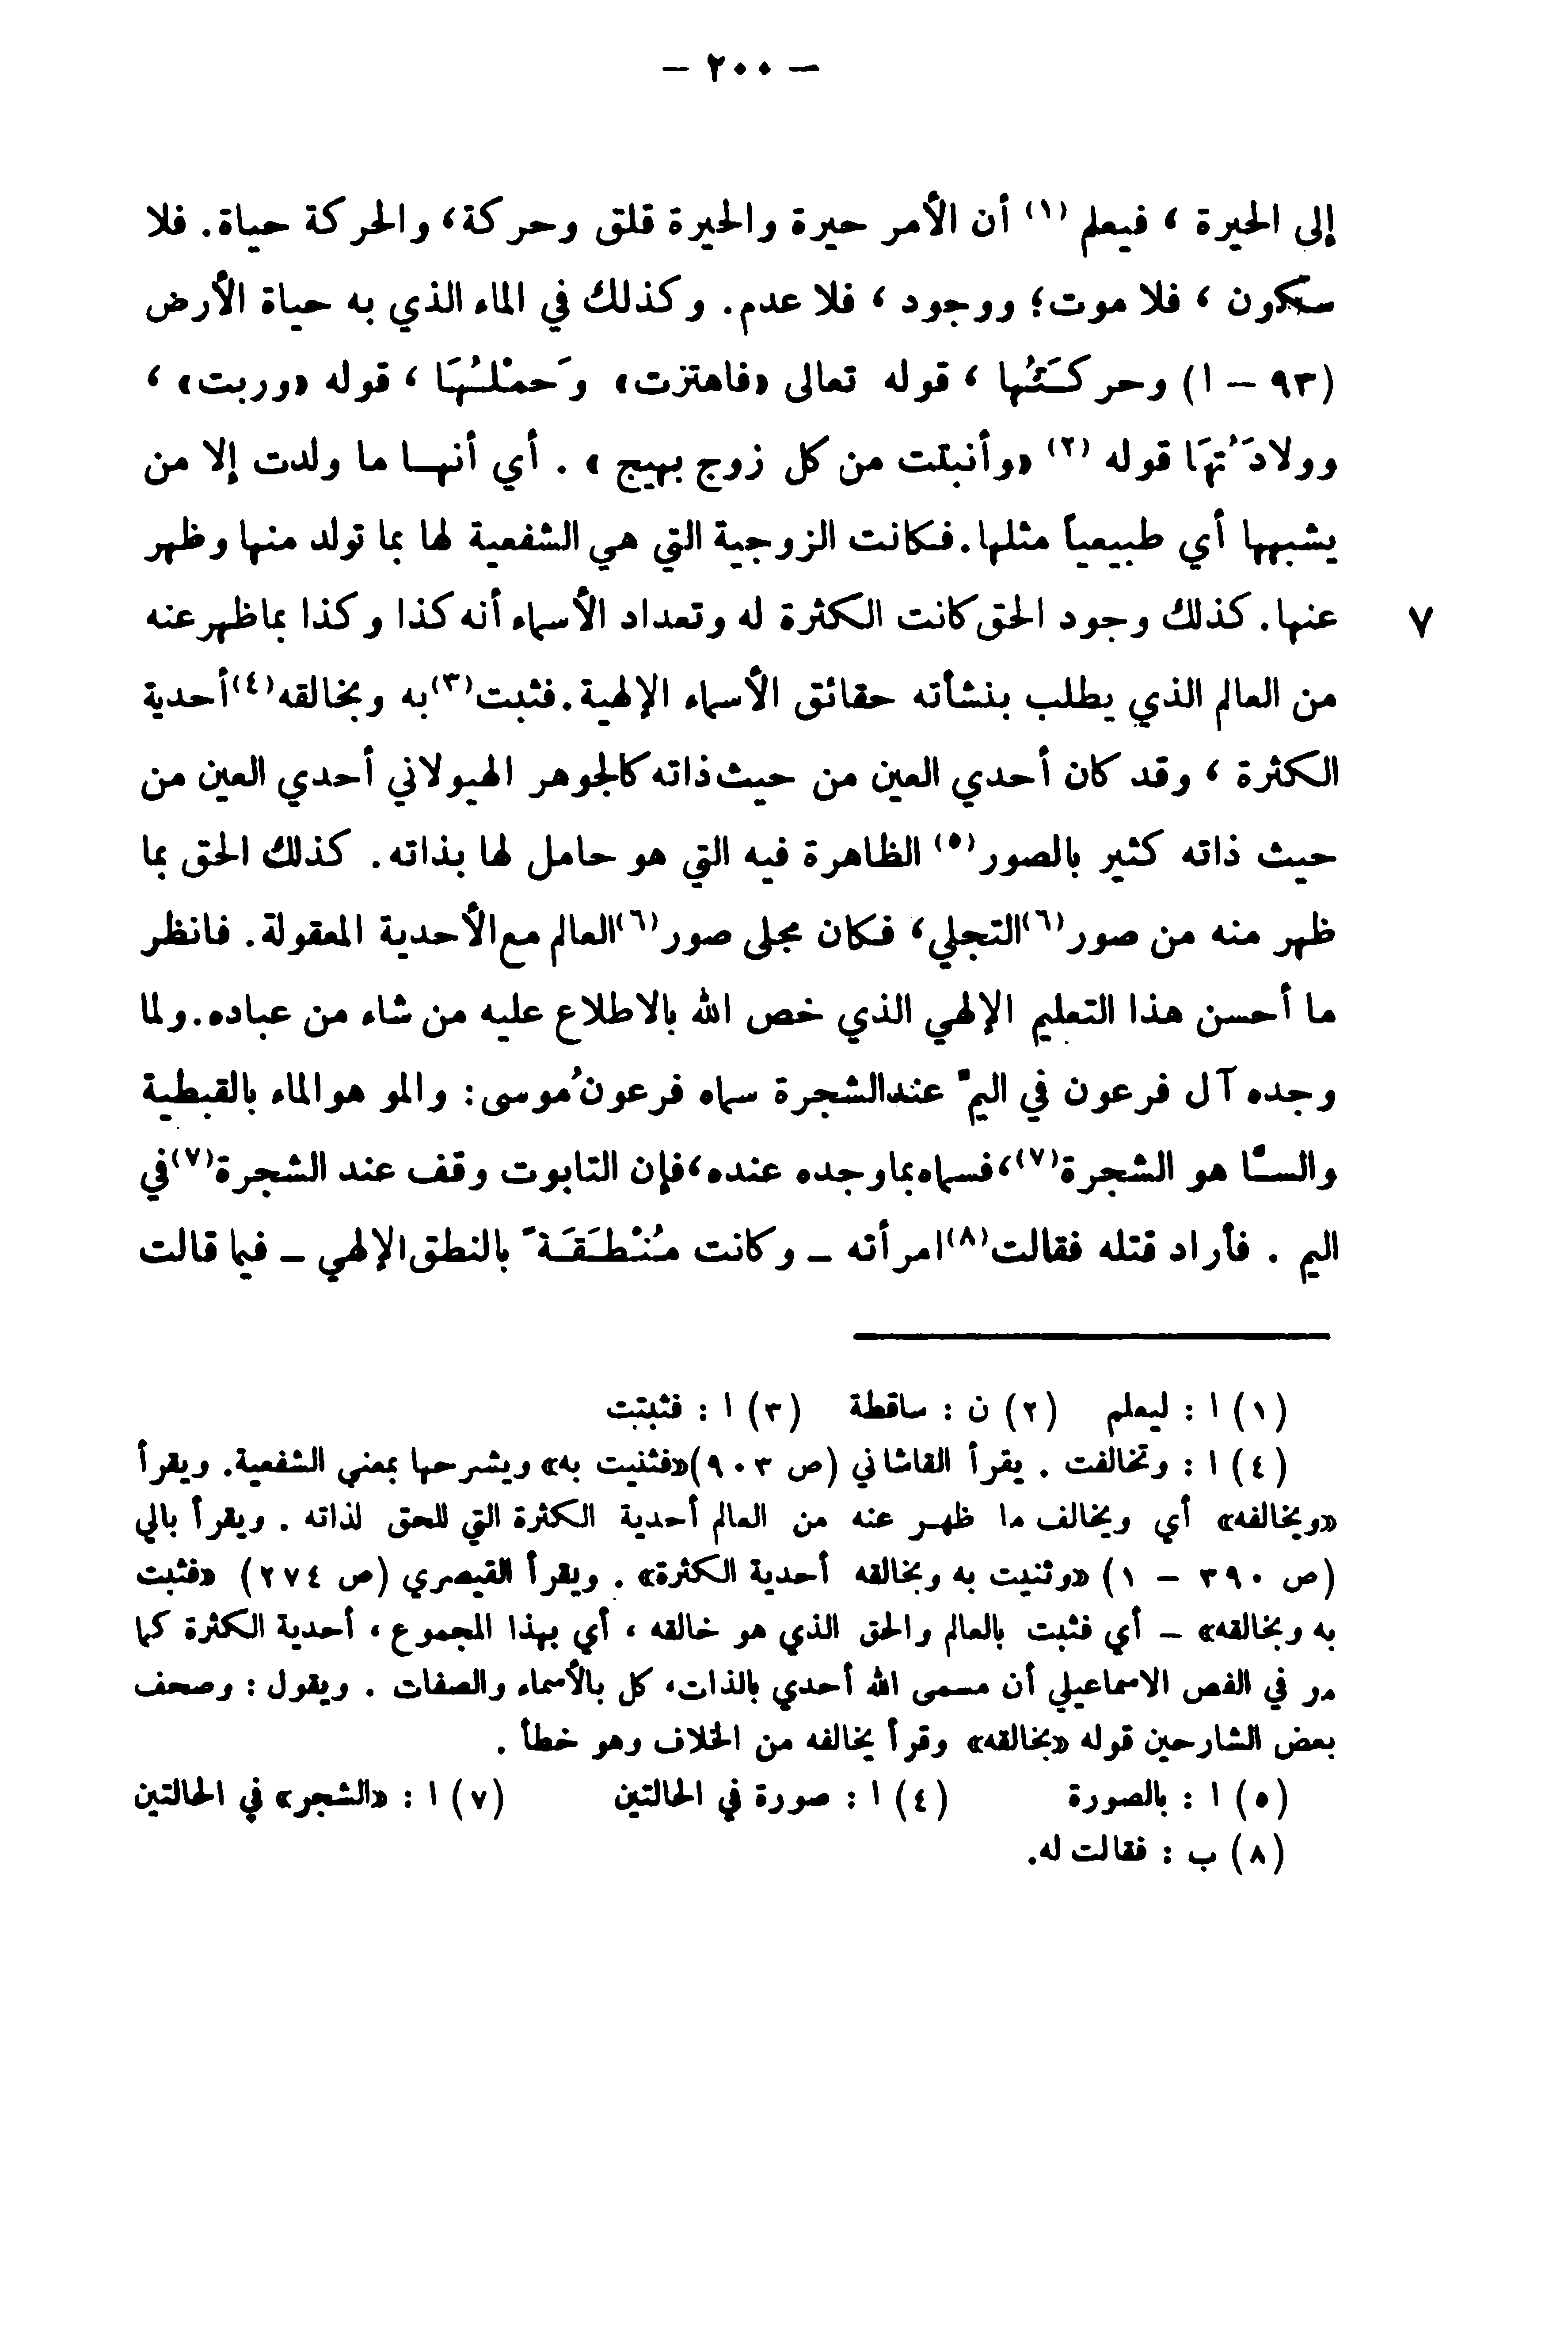 – ٢٠٠ –
إلى الحيرة ، فيعلم (١) أن الأمر حيرة والحيرة قلق وحركة، والحركة حياة. فلا
سكون ، فلا موت؛ ووجود ، فلا عدم. وكذلك في الماء الذي به حياة الأرض
(٩٣ – ا) وحركَتُها ، قوله تعالى «فاهتزت» وَحمْلُهَا ، قوله «وربت» ،
وولادَتُهَا قوله (٢) «وأنبتت من كل زوج بهيج » . أي أنهـا ما ولدت إلا من
يشبهها أي طبيعياً مثلها. فكانت الزوجية التي هي الشفعية لها بما تولد منها وظهر
٧ عنها. كذلك وجود الحق كانت الكثرة له وتعداد الأسماء أنه كذا وكذا بما ظهر عنه
من العالم الذي يطلب بنشأته حقائق الأسماء الإلهية. فثبت(٣) به وبخالقه(٤) أحدية
الكثرة ، وقد كان أحدي العين من حيث ذاته كالجوهر الهيولاني أحدي العين من
حيث ذاته كثير بالصور(٥) الظاهرة فيه التي هو حامل لها بذاته. كذلك الحق بما
ظهر منه من صور(٦) التجلي، فكان مجلى صور(٦) العالم مع الأحدية المعقولة. فانظر
ما أحسن هذا التعليم الإلهي الذي خص الله بالاطلاع عليه من شاء من عباده. ولما
وجده آل فرعون في اليمّ عند الشجرة سماه فرعون مُوسى: والمو هو الماء بالقبطية
والسّا هو الشجرة(٧)، فسماه بما وجده عنده، فإن التابوت وقف عند الشجرة(٧) في
اليم . فأراد قتله فقالت(٨) امرأته – وكانت مُنْطَقَةً بالنطق الإلهي – فيما قالت
(١) ا : ليعلم (٢) ن : ساقطة (٣) ا : فثبتت
(٤) ا : وتخالفت . يقرأ القاشاني (ص ٩٠٣) «فثنيت به» ويشرحها بمعني الشفعية. ويقرأ
«ويخالفه» أي ويخالف ما ظهـر عنه من العالم أحدية الكثرة التي للحق لذاته . ويقرأ بالي
(ص ٣٩٠ – ١) «وثنيت به وبخالقه أحدية الكثرة» . ويقرأ القيصري (ص ٢٧٤) «فثبت
به وبخالقه» – أي فثبت بالعالم والحق الذي هو خالقه ، أي بهذا المجموع ، أحدية الكثرة كما
مر في الفص الاسماعيلي أن مسمى الله أحدي بالذات، كل بالأسماء والصفات . ويقول : وصحف
بعض الشارحين قوله «بخالقه» وقرأ يخالفه من الخلاف وهو خطأ .
(٥) ا : بالصورة (٤) ا : صورة في الحالتين (٧) ا : «الشجر» في الحالتين
(٨) ب : فقالت له.